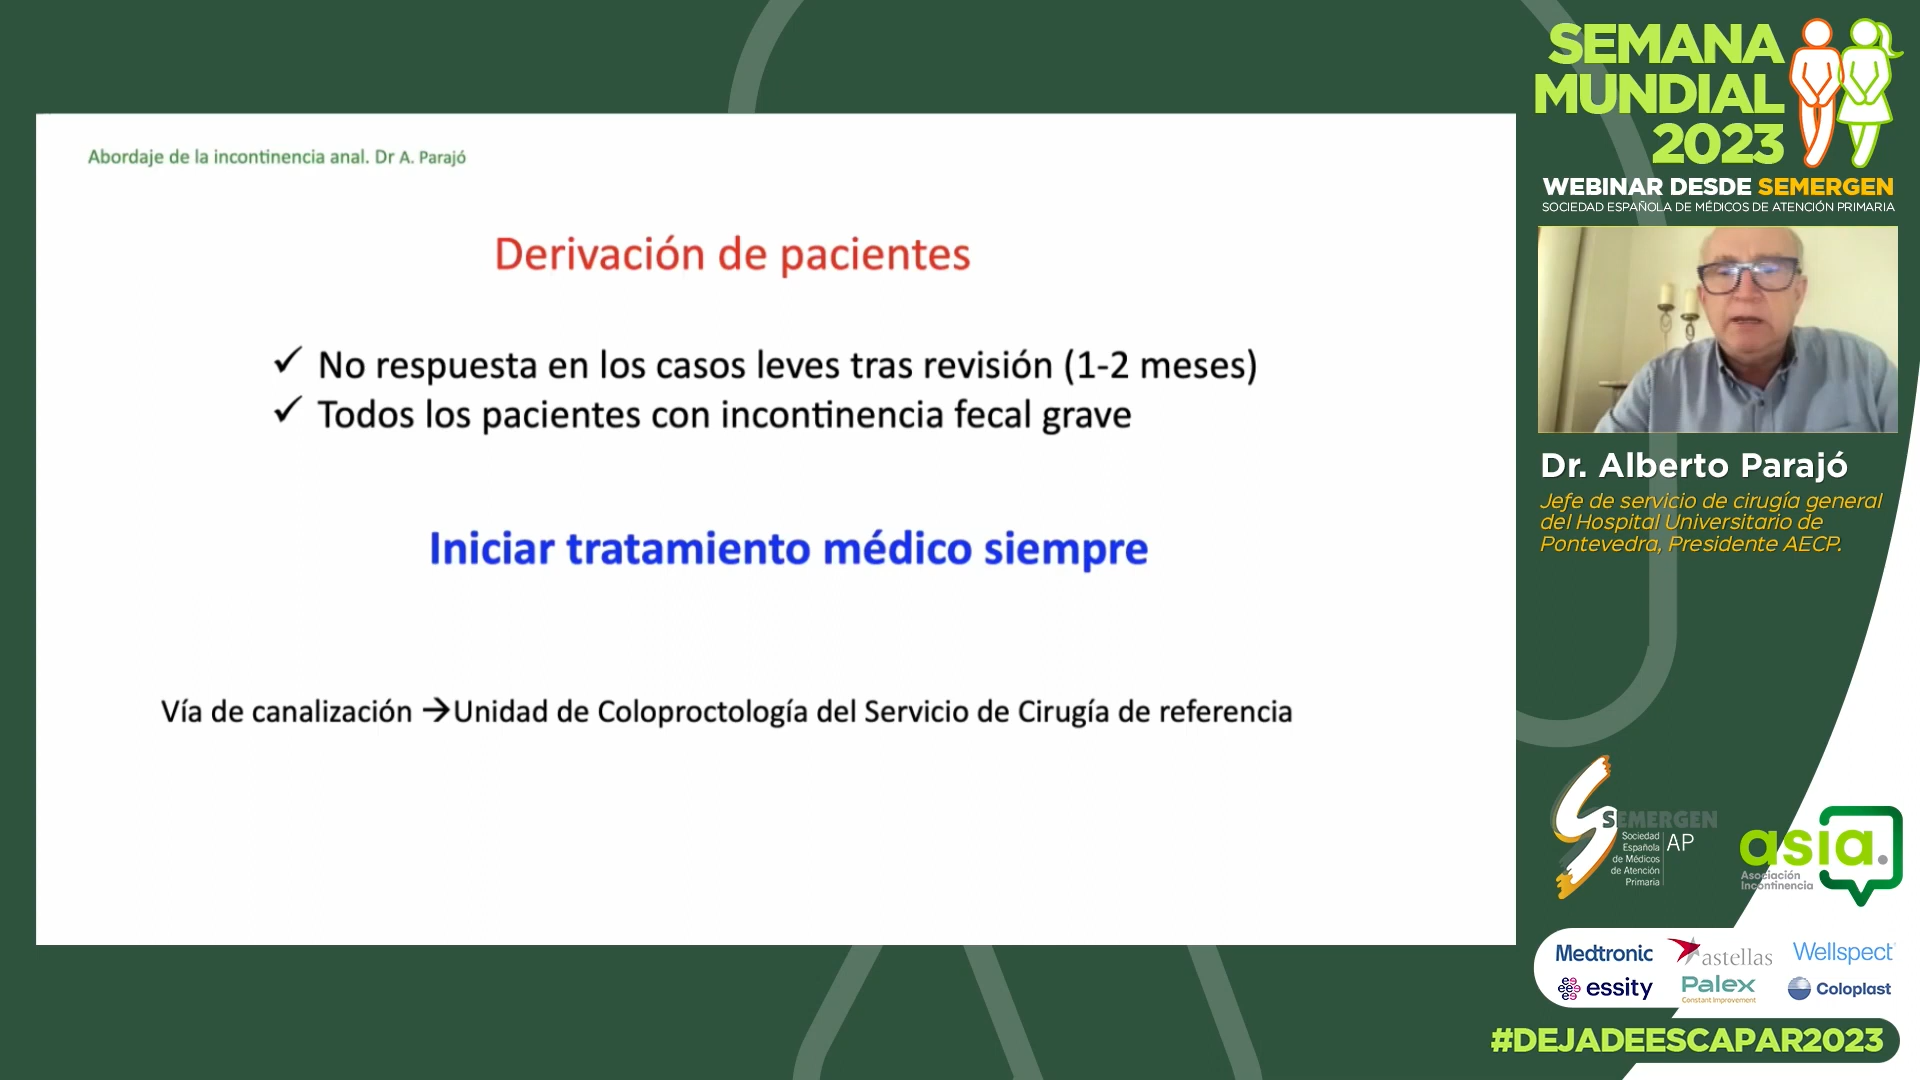 Abordaje de la incontinencia anal. Dr A. Parajó
Derivación de pacientes
✓ No respuesta en los casos leves tras revisión (1-2 meses)
✓ Todos los pacientes con incontinencia fecal grave
Iniciar tratamiento médico siempre
Vía de canalización →Unidad de Coloproctología del Servicio de Cirugía de referencia
SEMANA
MUNDIAL
2023
WEBINAR DESDE SEMERGEN
SOCIEDAD ESPAÑOLA DE MÉDICOS DE ATENCIÓN PRIMARIA
Dr. Alberto Parajó
Jefe de servicio de cirugía general
del Hospital Universitario de
Pontevedra, Presidente AECP.
SEMERGEN
Sociedad
Española
de Médicos
de Atención
Primaria
AP
asia.
Asociación
Incontinencia
Medtronic
astellas
Wellspect
essity
Palex
Constant Improvement
Coloplast
#DEJADEESCAPAR2023